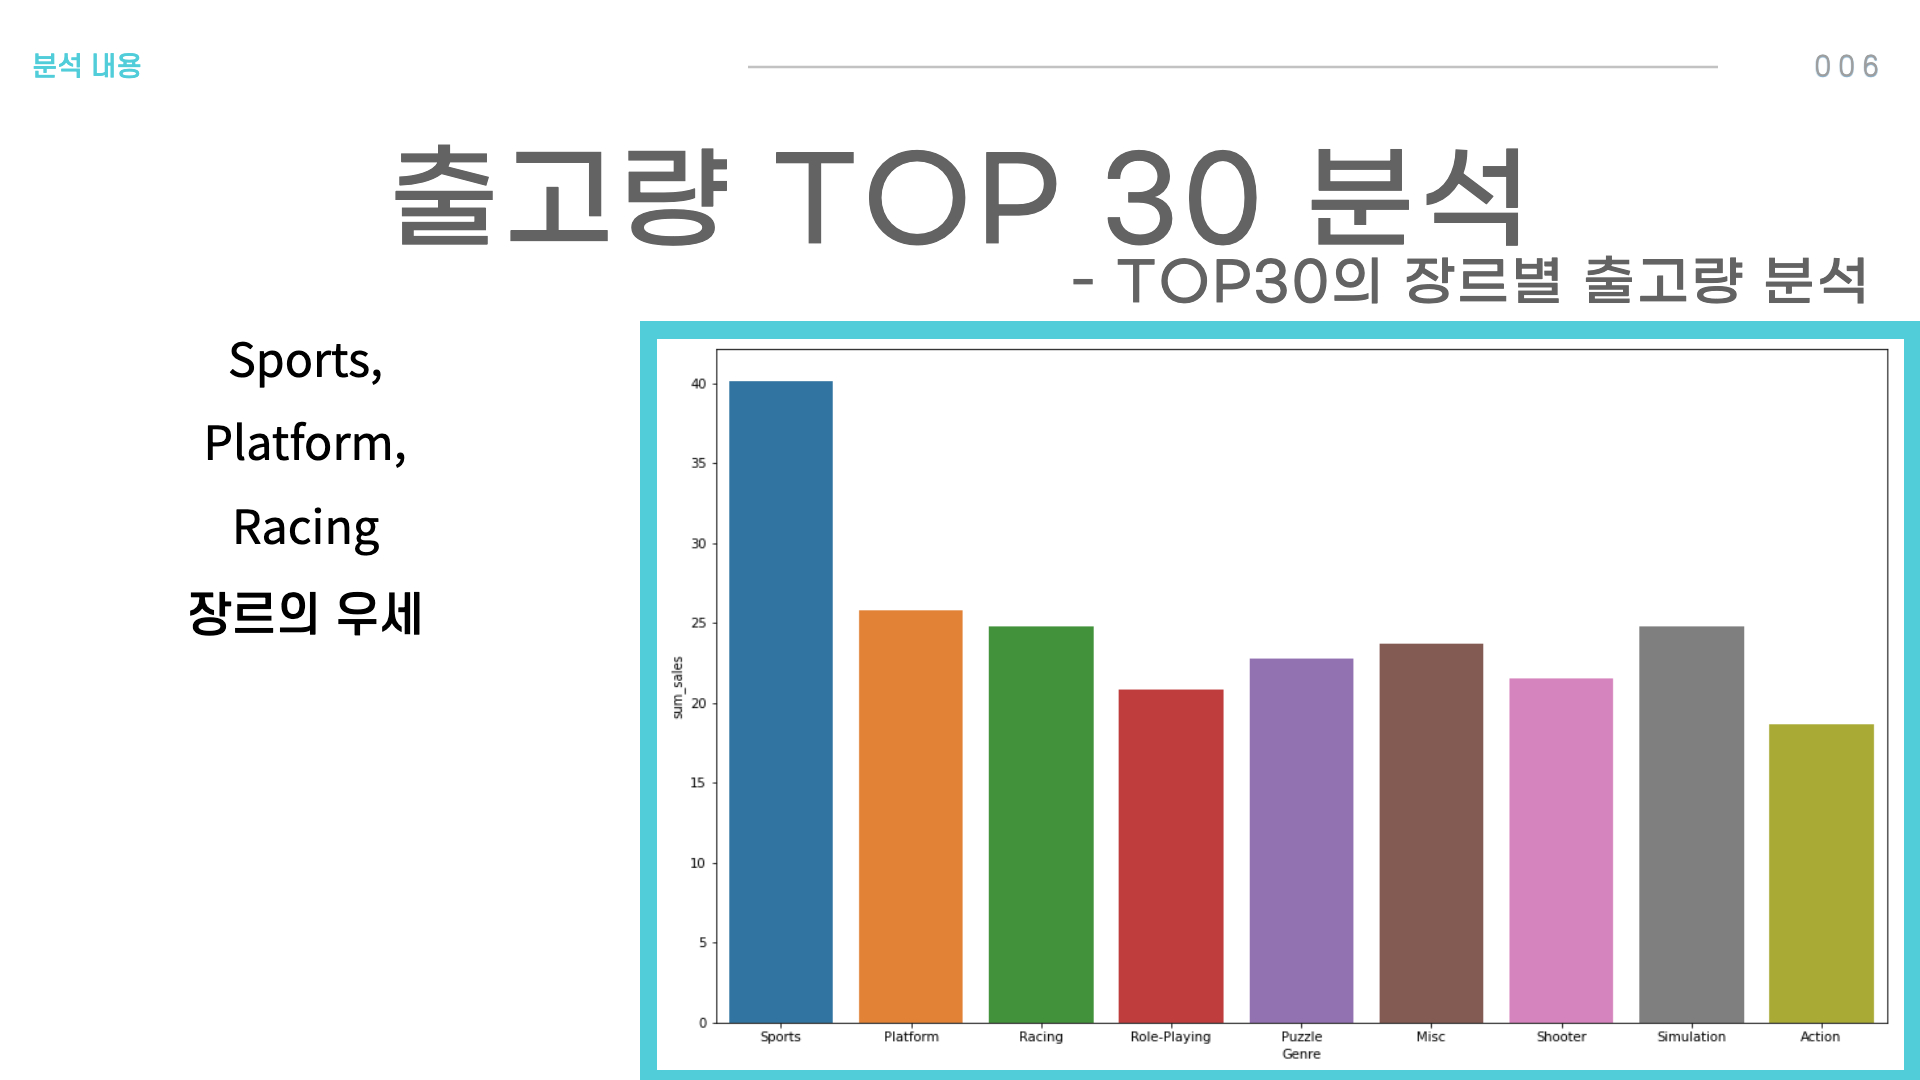 분석 내용
006
출고량 TOP 30 분석
- TOP30의 장르별 출고량 분석
Sports,
Platform,
Racing
장르의 우세
40
35
30
25
20
15
10
5
0
sum_sales
Sports Platform Racing Role-Playing Puzzle Misc Shooter Simulation Action
Genre